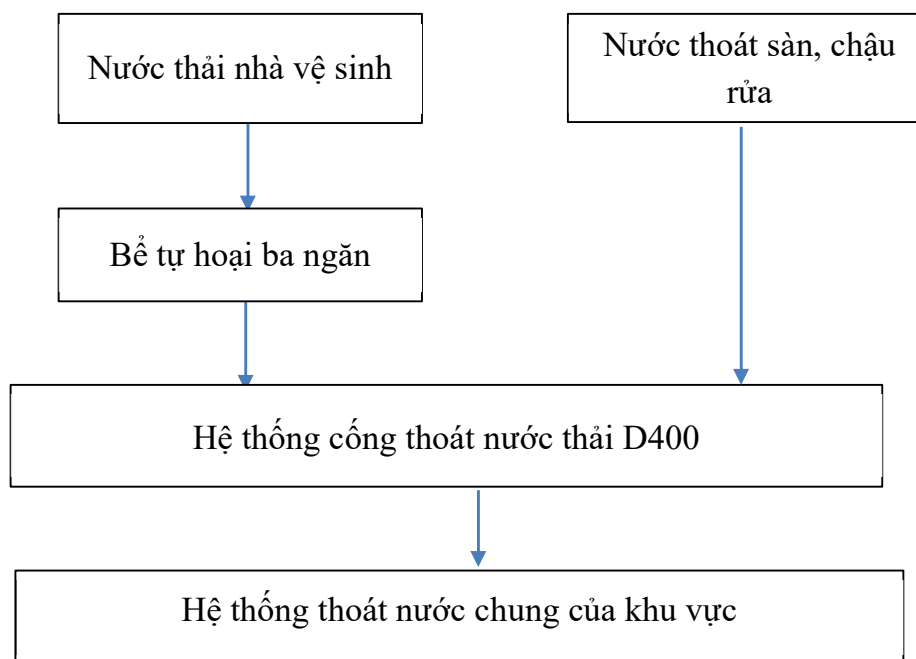 Nước thải nhà vệ sinh
Nước thoát sàn, chậu
rửa
Bể tự hoại ba ngăn
Hệ thống cống thoát nước thải D400
Hệ thống thoát nước chung của khu vực